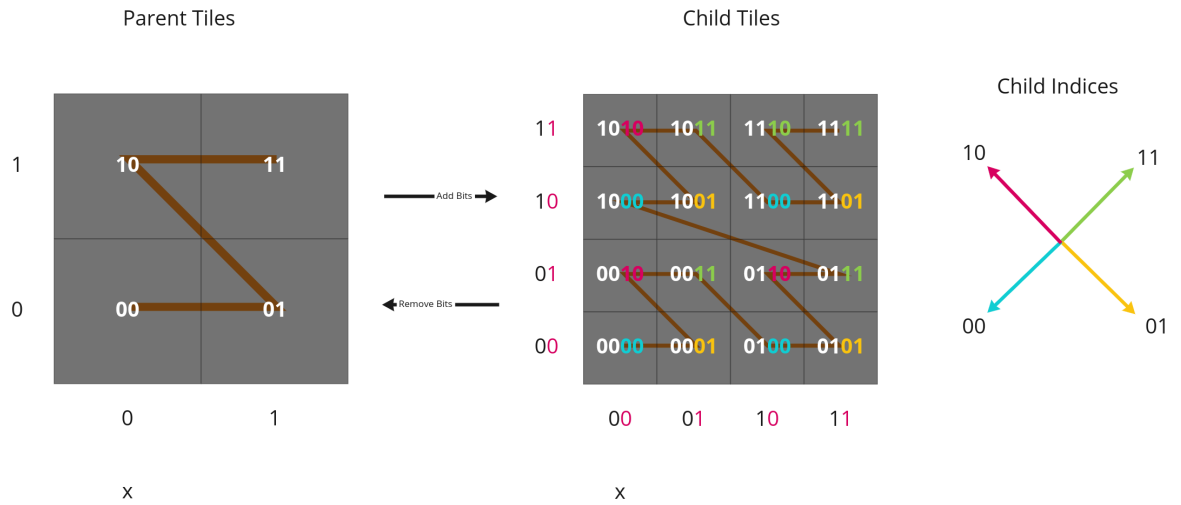 Parent Tiles
Child Tiles
Child Indices
1
10 11
0
00 01
0 1
x
Add Bits
Remove Bits
11
1010 1011 1110 1111
10
1000 1001 1100 1101
01
0010 0011 0110 0111
00
0000 0001 0100 0101
00 01 10 11
x
10 11
00 01